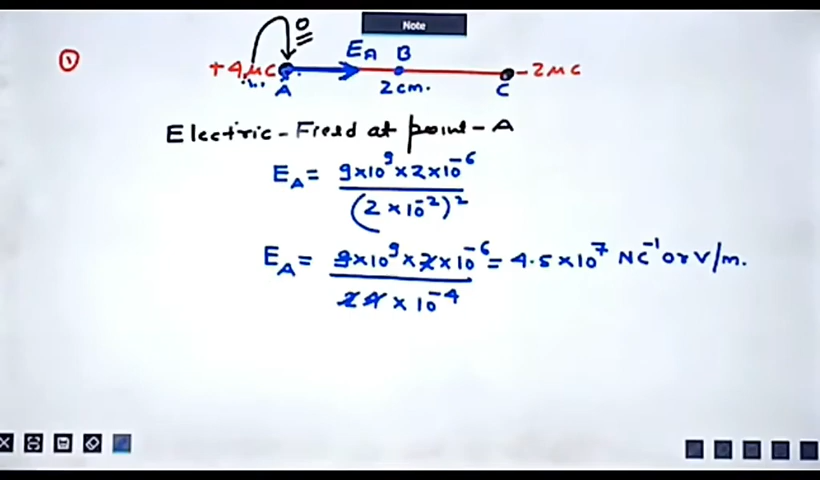 Note
①
0
+4μC
EA B
-2μC
A
2cm.
C
Electric-Field at point-A
EA = 9×10⁹×2×10⁻⁶
(2×10⁻²)²
EA = 9×10⁹×2×10⁻⁶ = 4.5×10⁷ NC⁻¹ or V/m.
24×10⁻⁴